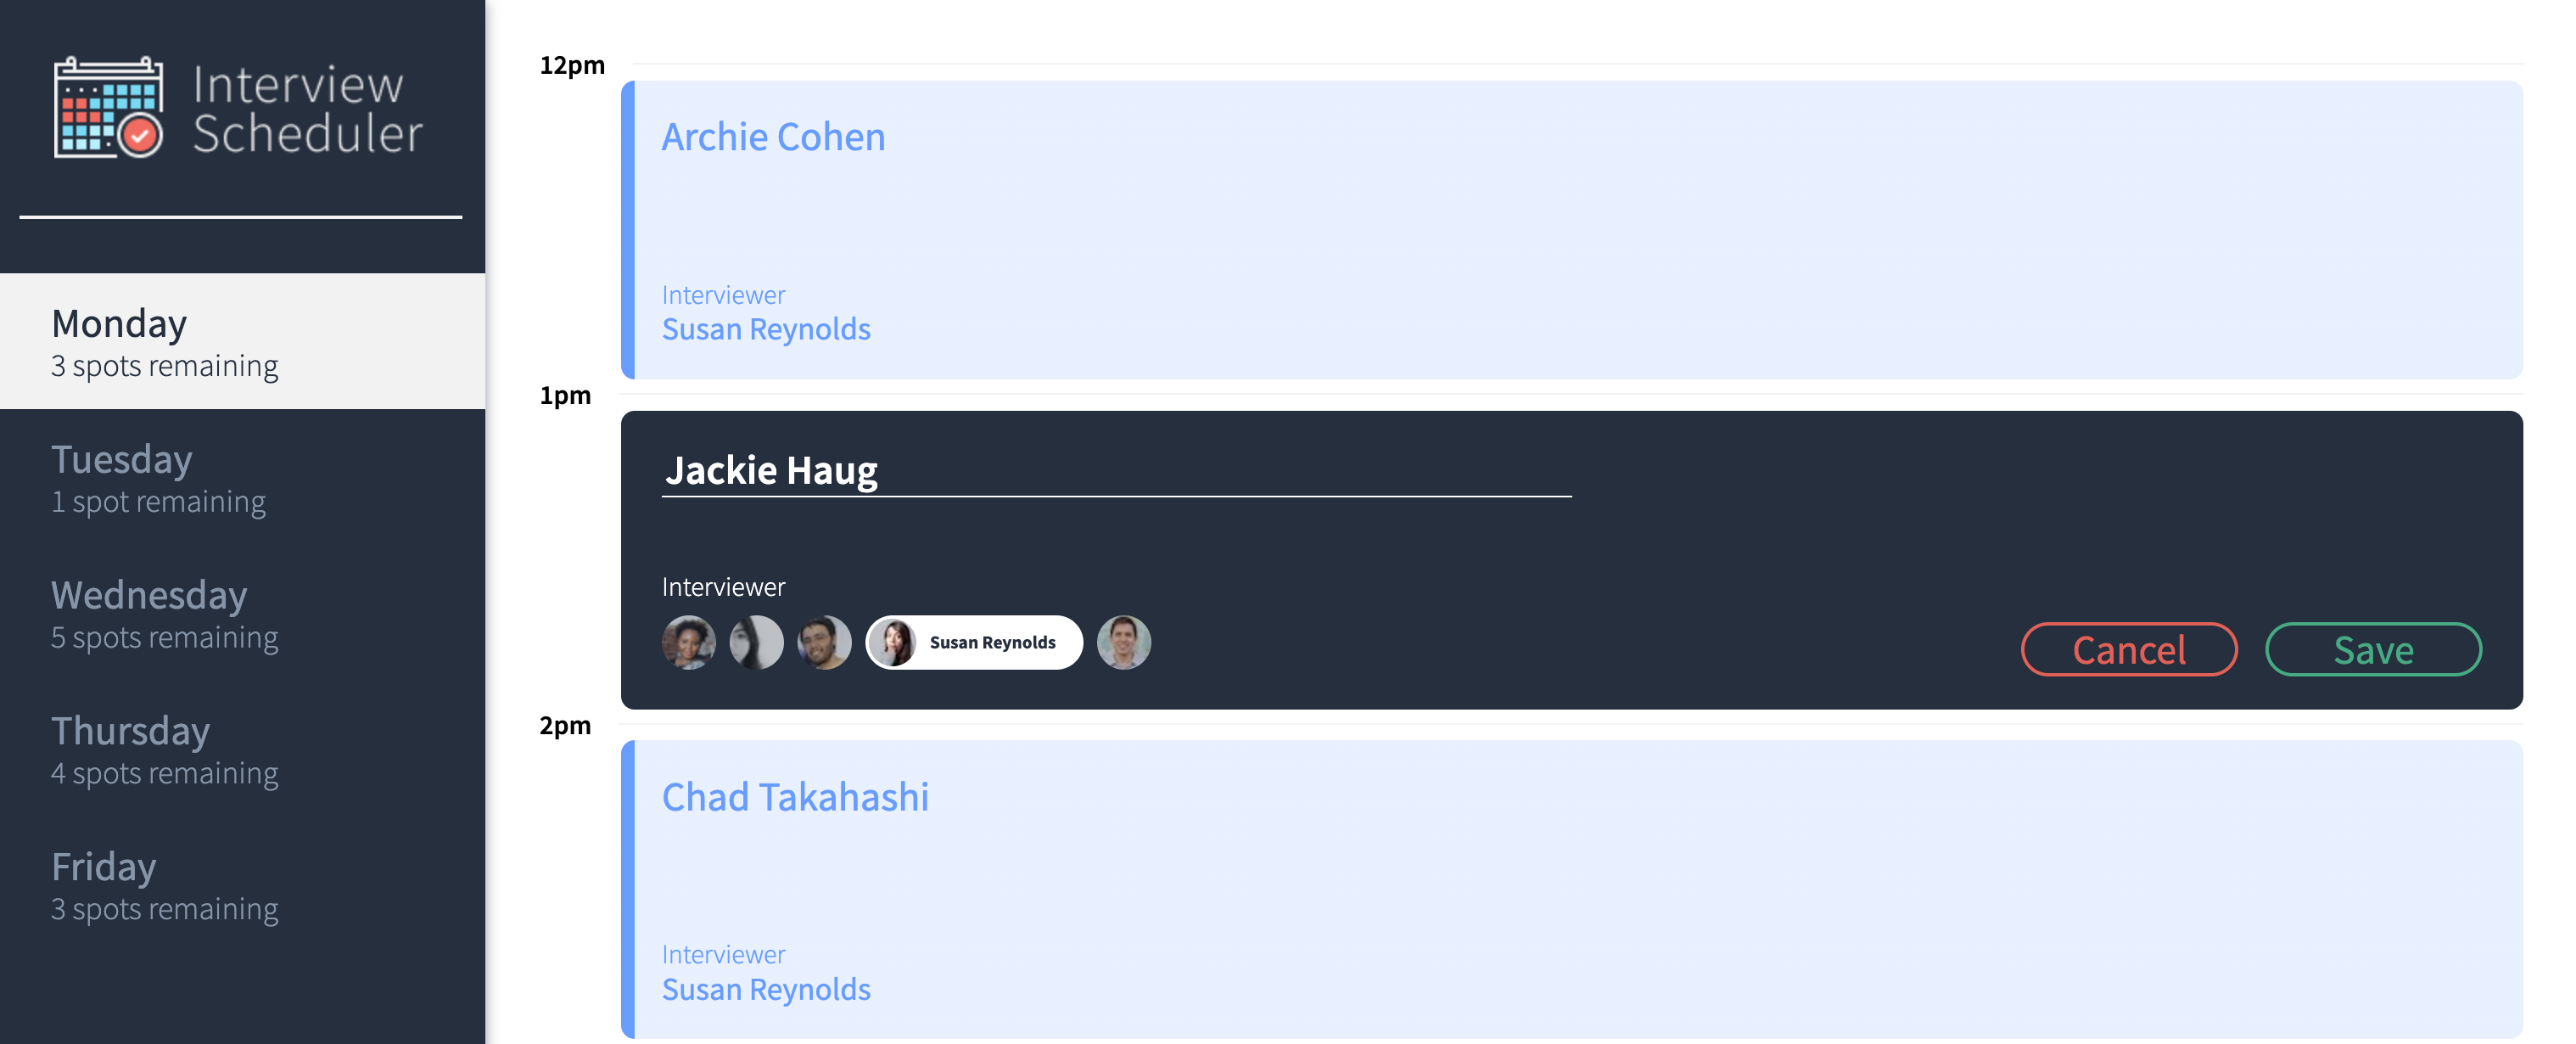 Interview
Scheduler
Monday
3 spots remaining
Tuesday
1 spot remaining
Wednesday
5 spots remaining
Thursday
4 spots remaining
Friday
3 spots remaining
12pm
Archie Cohen
Interviewer
Susan Reynolds
1pm
Jackie Haug
Interviewer
Susan Reynolds
Cancel
Save
2pm
Chad Takahashi
Interviewer
Susan Reynolds